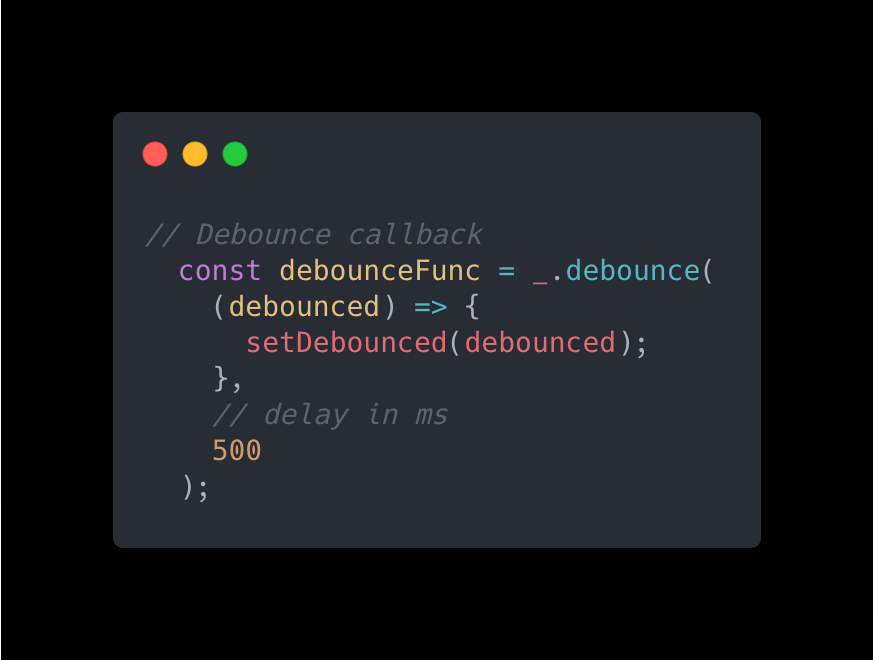 // Debounce callback
  const debounceFunc = _.debounce(
    (debounced) => {
      setDebounced(debounced);
    },
    // delay in ms
    500
  );